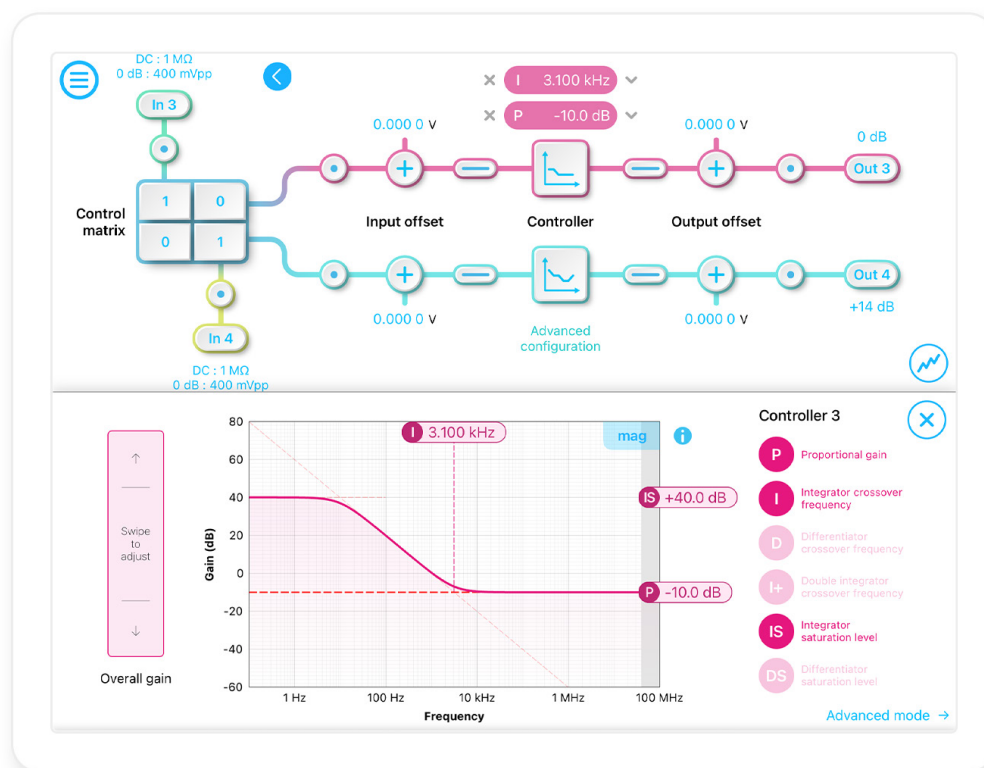 DC : 1 MΩ
0 dB : 400 mVpp
In 3
I 3.100 kHz
P -10.0 dB
0.000 0 V
0.000 0 V
0 dB
Out 3
1 0
0 1
Control
matrix
Input offset
Controller
Output offset
Out 4
+14 dB
0.000 0 V
0.000 0 V
In 4
DC : 1 MΩ
0 dB : 400 mVpp
Advanced
configuration
Swipe
to
adjust
Overall gain
80
60
40
20
0
-20
-40
-60
Gain (dB)
I 3.100 kHz
mag
i
IS +40.0 dB
P -10.0 dB
1 Hz
100 Hz
10 kHz
1 MHz
100 MHz
Frequency
Controller 3
P Proportional gain
I Integrator crossover
frequency
D Differentiator
crossover frequency
I+ Double integrator
crossover frequency
IS Integrator
saturation level
DS Differentiator
saturation level
Advanced mode →